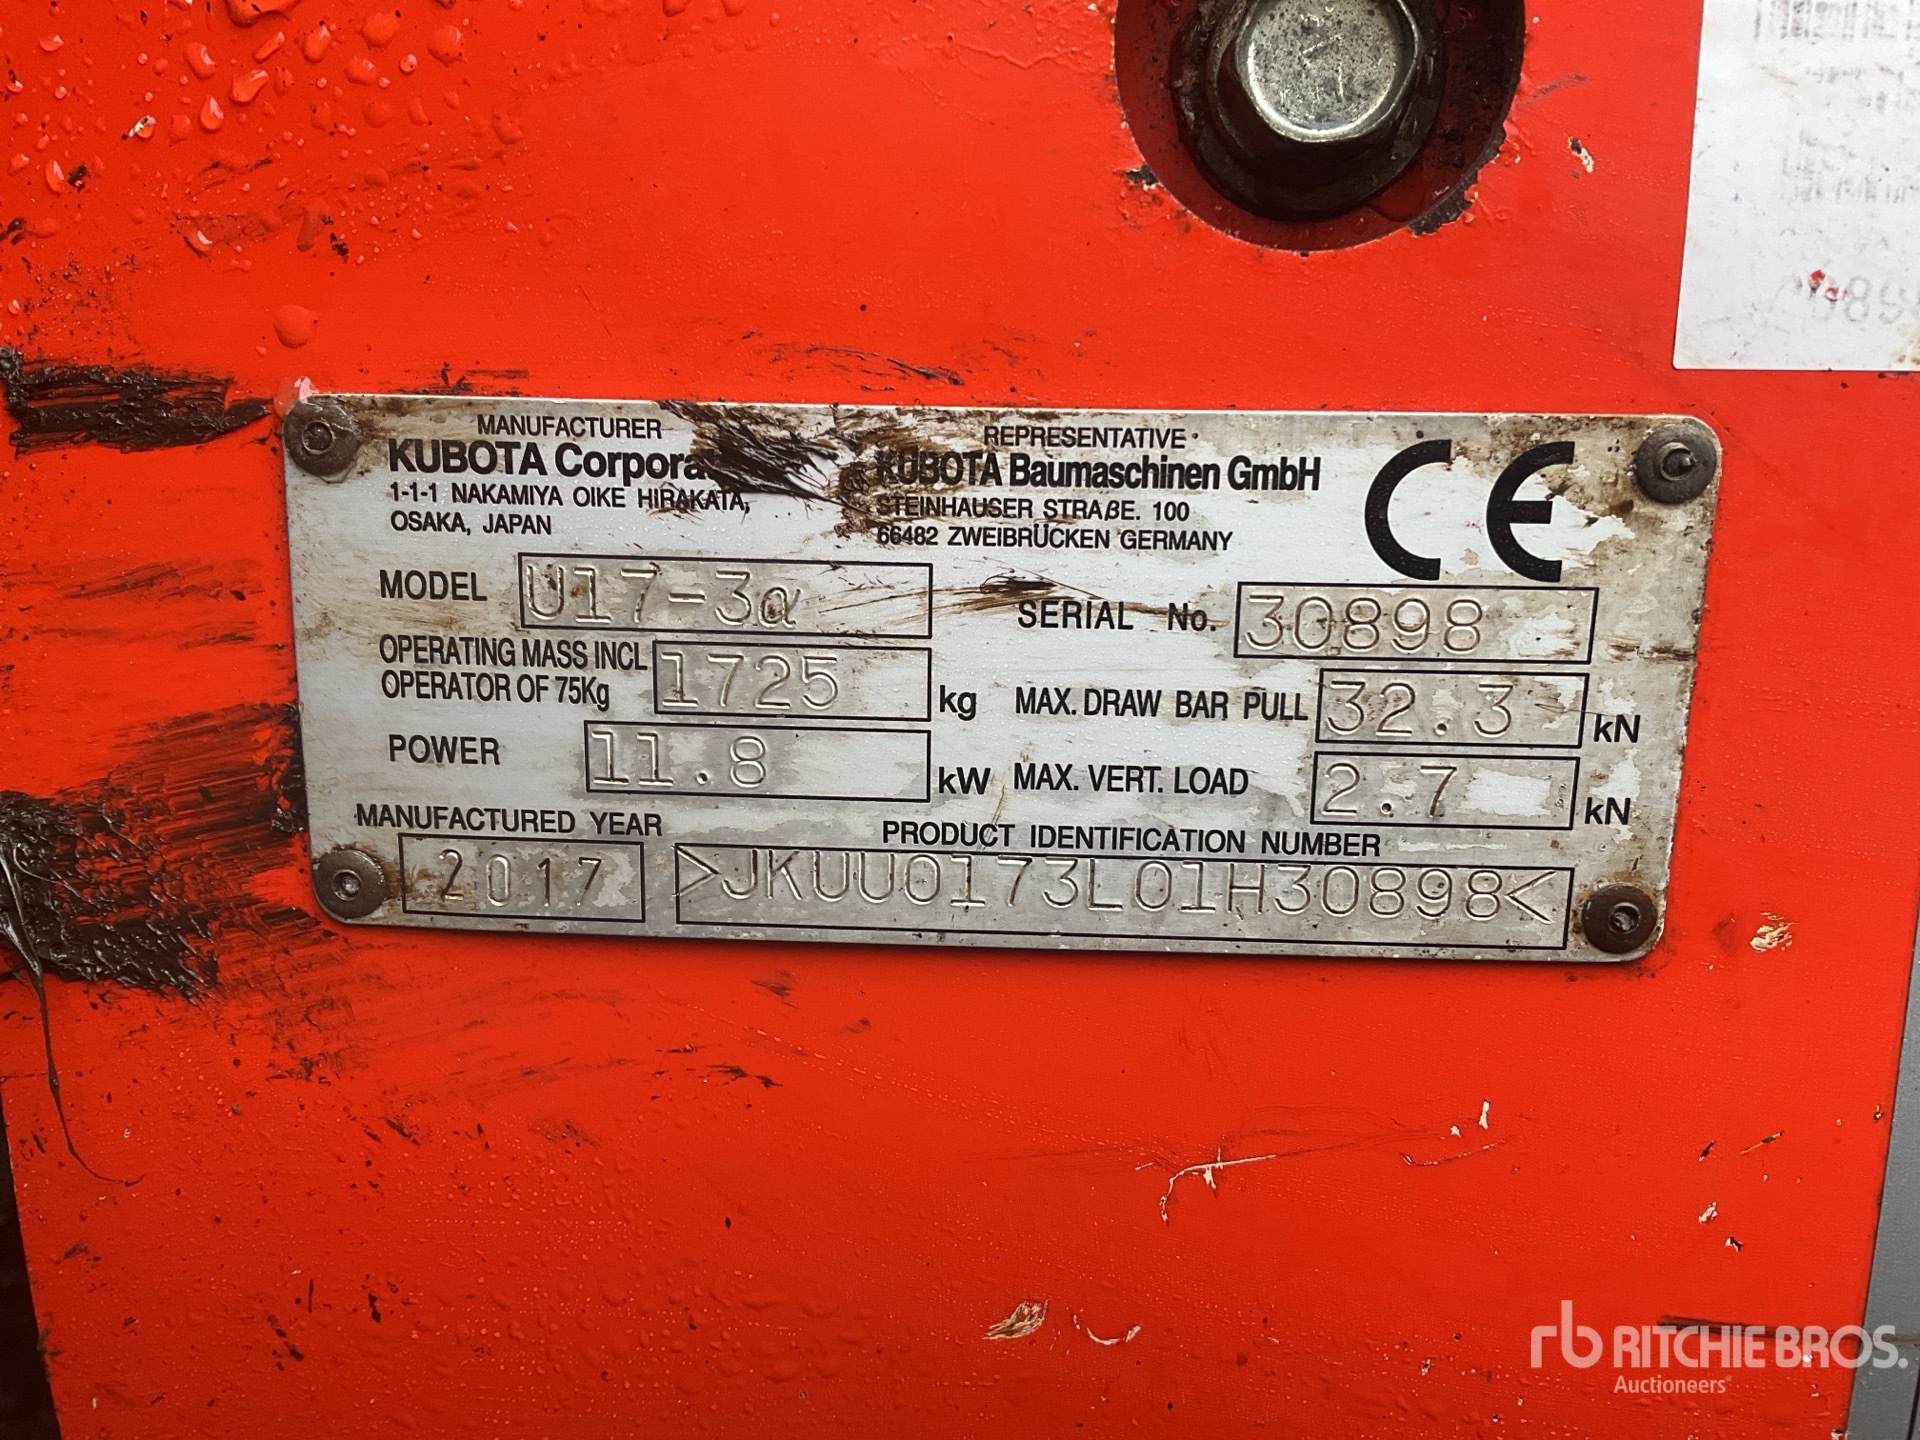 MANUFACTURER
KUBOTA Corporat
1-1-1 NAKAMIYA OIKE HIRAKATA,
OSAKA, JAPAN
REPRESENTATIVE
KUBOTA Baumaschinen GmbH
STEINHAUSER STRAßE. 100
66482 ZWEIBRÜCKEN GERMANY
CE
MODEL U17-3α
SERIAL No. 30898
OPERATING MASS INCL
OPERATOR OF 75Kg 1725 kg
MAX. DRAW BAR PULL 32.3 kN
POWER 11.8 kW
MAX. VERT. LOAD 2.7 kN
MANUFACTURED YEAR
2017
PRODUCT IDENTIFICATION NUMBER
>JKUU0173L01H30898<
rb RITCHIE BROS.
Auctioneers